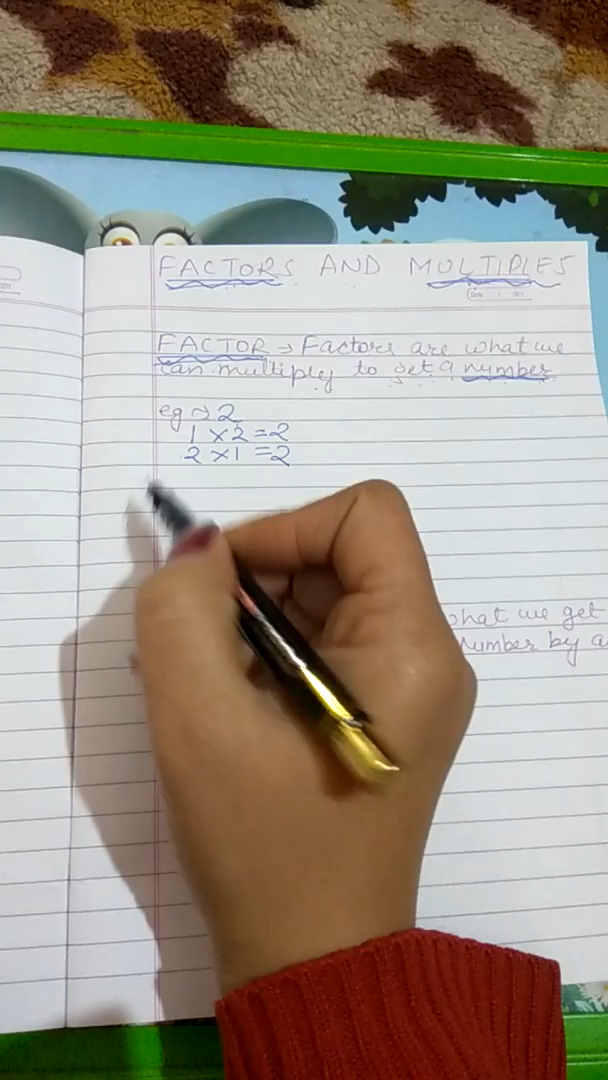 FACTORS AND MULTIPLES
FACTOR → Factors are what we
can multiply to get a number
eg → 2
1 × 2 = 2
2 × 1 = 2
what we get
number by a